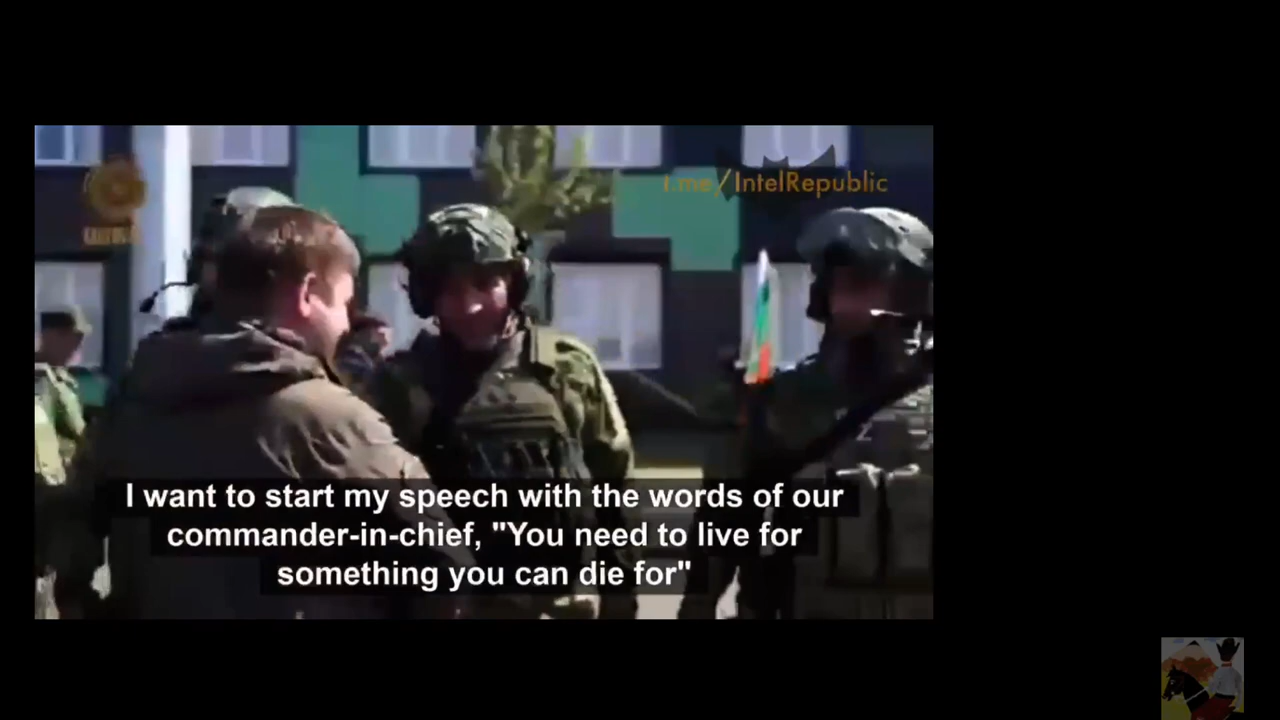 t.me/IntelRepublic
I want to start my speech with the words of our
commander-in-chief, "You need to live for
something you can die for"